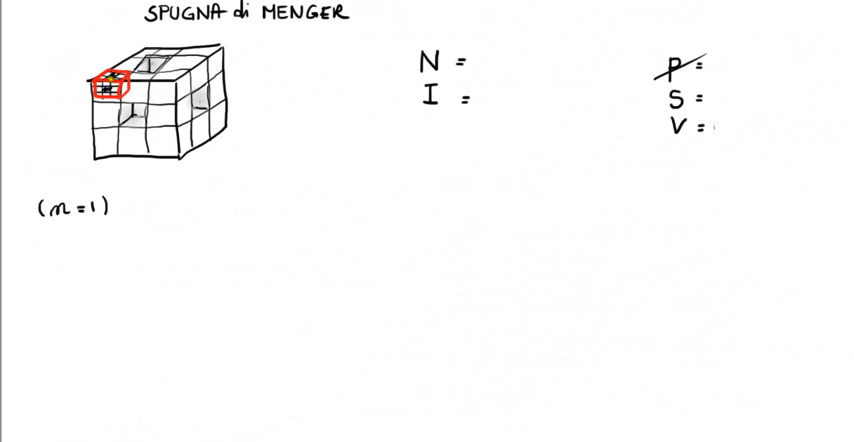 SPUGNA di MENGER
N =
I =
P =
S =
V =
(n=1)